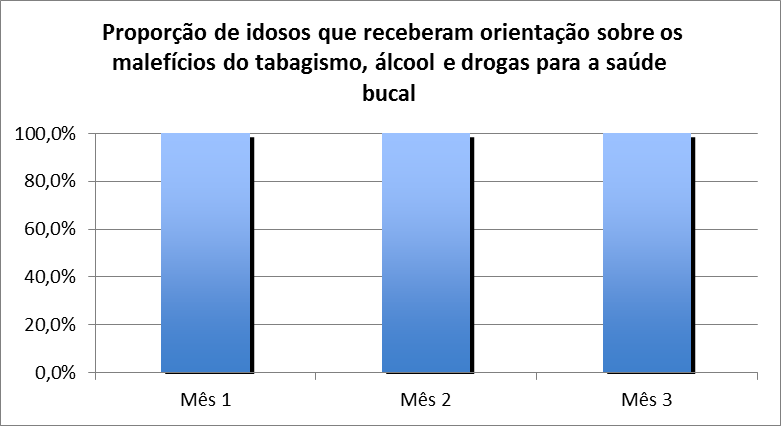 Proporção de idosos que receberam orientação sobre os
malefícios do tabagismo, álcool e drogas para a saúde
bucal
100,0%
80,0%
60,0%
40,0%
20,0%
0,0%
Mês 1
Mês 2
Mês 3